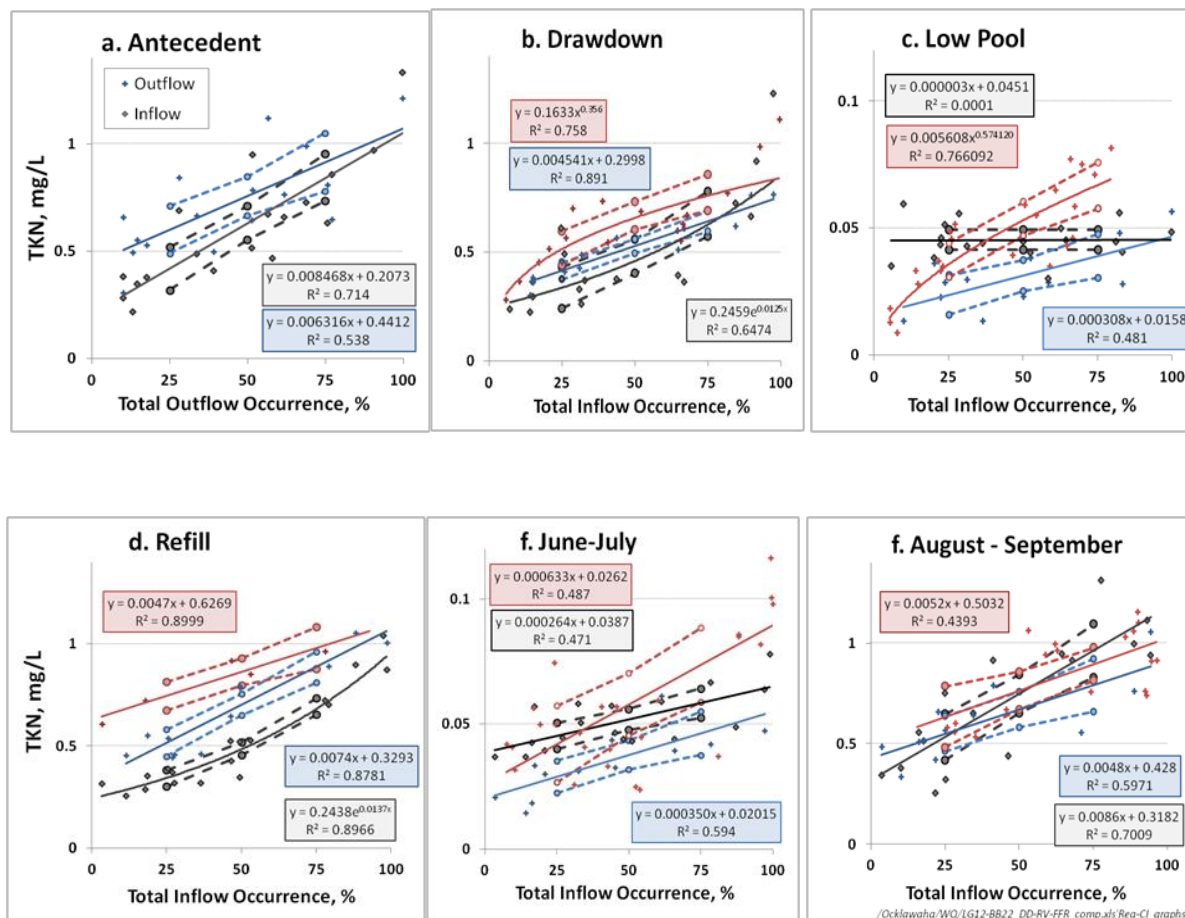 a. Antecedent
Outflow
Inflow
TKN, mg/L
1
0.5
0
y = 0.008468x + 0.2073
R² = 0.714
y = 0.006316x + 0.4412
R² = 0.538
0 25 50 75 100
Total Outflow Occurrence, %
b. Drawdown
y = 0.1633x^0.356
R² = 0.758
y = 0.004541x + 0.2998
R² = 0.891
1
0.5
0
y = 0.2459e^0.0125x
R² = 0.6474
0 25 50 75 100
Total Inflow Occurrence, %
c. Low Pool
0.1
y = 0.000003x + 0.0451
R² = 0.0001
y = 0.005608x^0.574120
R² = 0.766092
0.05
0
y = 0.000308x + 0.0158
R² = 0.481
0 25 50 75 100
Total Inflow Occurrence, %
d. Refill
y = 0.0047x + 0.6269
R² = 0.8999
TKN, mg/L
1
0.5
0
y = 0.0074x + 0.3293
R² = 0.8781
y = 0.2438e^0.0137x
R² = 0.8966
0 25 50 75 100
Total Inflow Occurrence, %
f. June-July
y = 0.000633x + 0.0262
R² = 0.487
y = 0.000264x + 0.0387
R² = 0.471
0.1
0.05
0
y = 0.000350x + 0.02015
R² = 0.594
0 25 50 75 100
Total Inflow Occurrence, %
f. August - September
y = 0.0052x + 0.5032
R² = 0.4393
1
0.5
0
y = 0.0048x + 0.428
R² = 0.5971
y = 0.0086x + 0.3182
R² = 0.7009
0 25 50 75 100
Total Inflow Occurrence, %
/Ocklawaha/WQ/LG12-BB22_DD-RV-FFR_comp.xls'Reg-CI_graphs